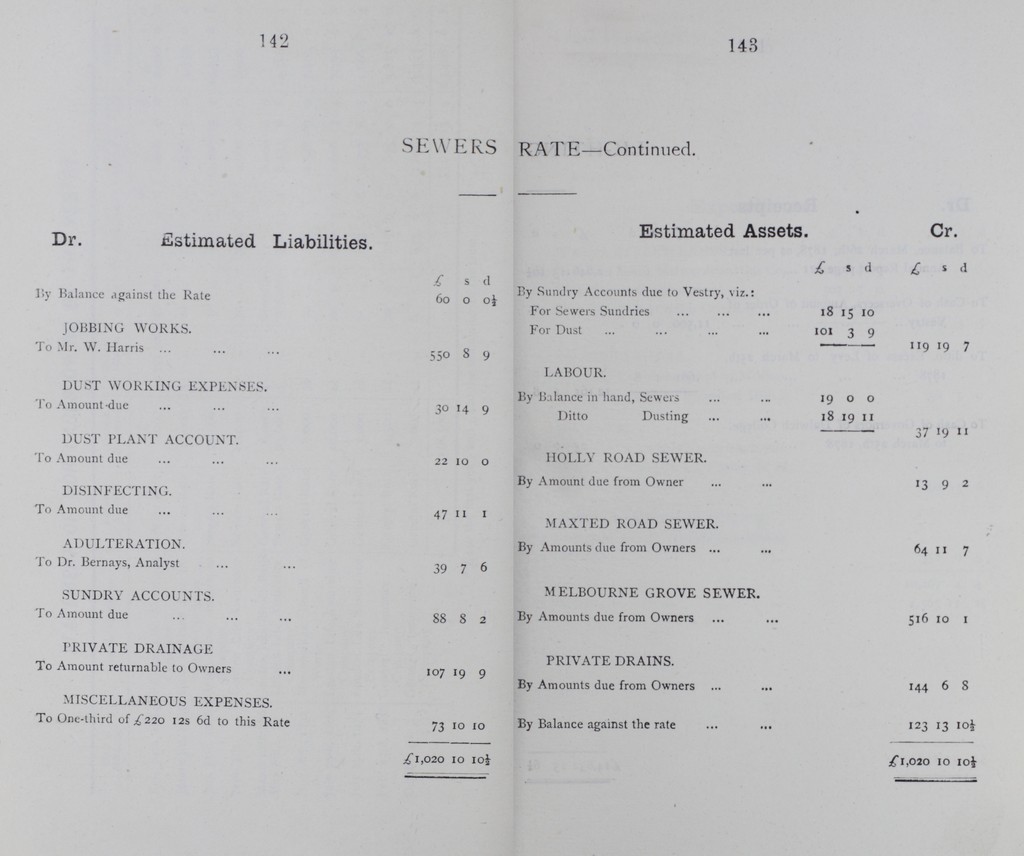 142
SEWERS
Dr. Estimated Liabilities.
£ s d
By Balance against the Rate 60 0 0½
JOBBING WORKS.
To Mr. W. Harris ... ... ... 550 8 9
DUST WORKING EXPENSES.
To Amount due ... ... ... 30 14 9
DUST PLANT ACCOUNT.
To Amount due ... ... ... 22 10 0
DISINFECTING.
To Amount due ... ... ... 47 11 1
ADULTERATION.
To Dr. Bernays, Analyst ... ... 39 7 6
SUNDRY ACCOUNTS.
To Amount due ... ... ... 88 8 2
PRIVATE DRAINAGE
To Amount returnable to Owners ... 107 19 9
MISCELLANEOUS EXPENSES.
To One-third of £220 12s 6d to this Rate 73 10 10
£1,020 10 10½
143
RATE—Continued.
Estimated Assets. Cr.
£ s d £ s d
By Sundry Accounts due to Vestry, viz.:
For Sewers Sundries ... ... ... 18 15 10
For Dust ... ... ... ... 101 3 9
119 19 7
LABOUR.
By Balance in hand, Sewers ... ... 19 0 0
Ditto Dusting ... ... 18 19 11
37 19 11
HOLLY ROAD SEWER.
By Amount due from Owner ... ... 13 9 2
MAXTED ROAD SEWER.
By Amounts due from Owners ... ... 64 11 7
MELBOURNE GROVE SEWER.
By Amounts due from Owners ... ... 516 10 1
PRIVATE DRAINS.
By Amounts due from Owners ... ... 144 6 8
By Balance against the rate ... ... 123 13 10½
£1,020 10 10½